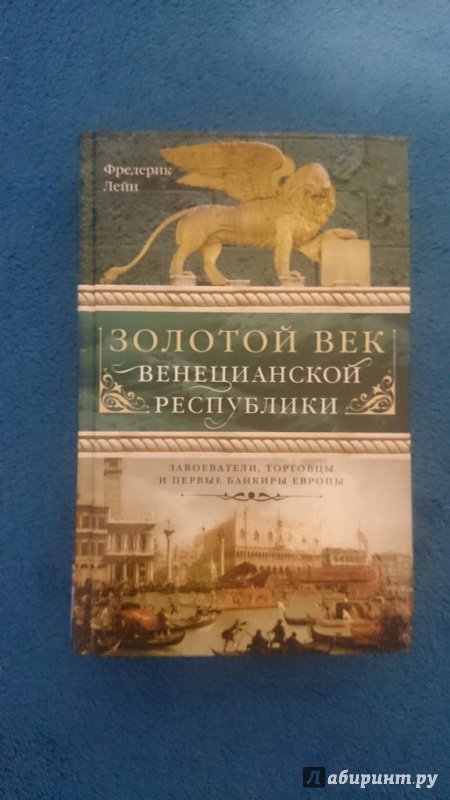 Фредерик
Лейн
ЗОЛОТОЙ ВЕК
ВЕНЕЦИАНСКОЙ
РЕСПУБЛИКИ
ЗАВОЕВАТЕЛИ, ТОРГОВЦЫ
И ПЕРВЫЕ БАНКИРЫ ЕВРОПЫ
Лабиринт.ру